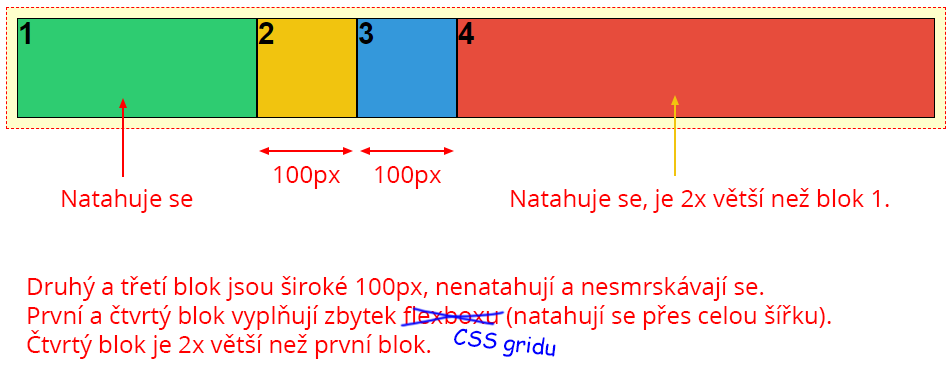 1 2 3 4
100px 100px
Natahuje se
Natahuje se, je 2x větší než blok 1.
Druhý a třetí blok jsou široké 100px, nenatahují a nesmrskávají se.
První a čtvrtý blok vyplňují zbytek flexboxu (natahují se přes celou šířku).
Čtvrtý blok je 2x větší než první blok.
CSS gridu